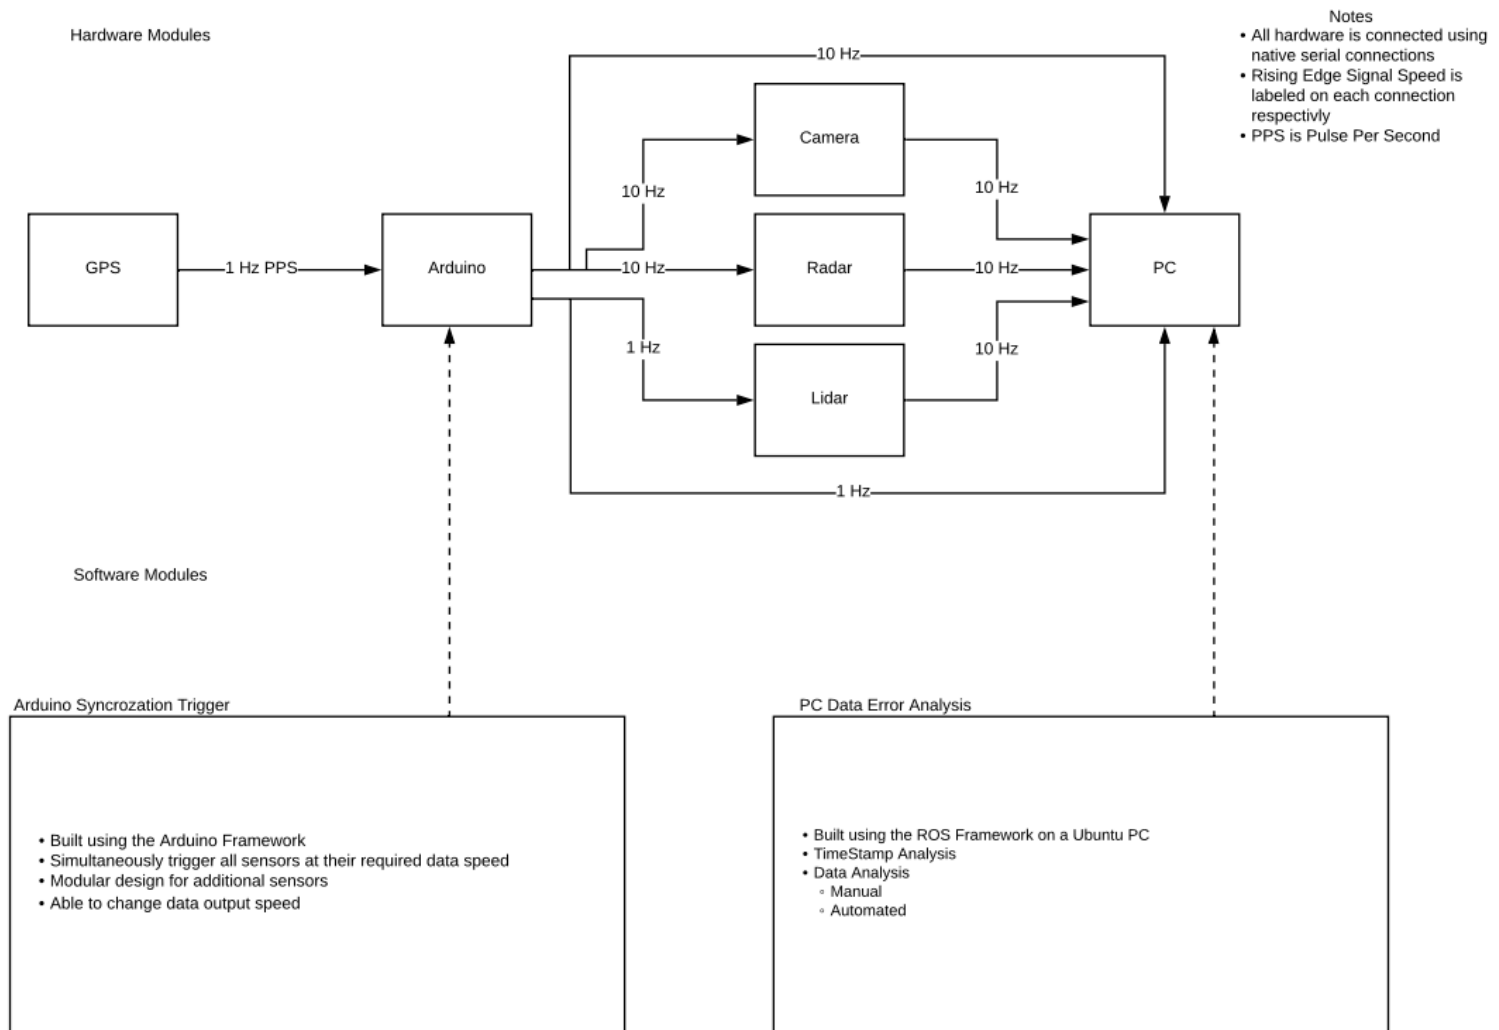 Hardware Modules
Notes
• All hardware is connected using
native serial connections
• Rising Edge Signal Speed is
labeled on each connection
respectivly
• PPS is Pulse Per Second
10 Hz
Camera
10 Hz
10 Hz
GPS
1 Hz PPS
Arduino
10 Hz
Radar
10 Hz
PC
1 Hz
10 Hz
Lidar
1 Hz
Software Modules
Arduino Syncrozation Trigger
• Built using the Arduino Framework
• Simultaneously trigger all sensors at their required data speed
• Modular design for additional sensors
• Able to change data output speed
PC Data Error Analysis
• Built using the ROS Framework on a Ubuntu PC
• TimeStamp Analysis
• Data Analysis
◦ Manual
◦ Automated